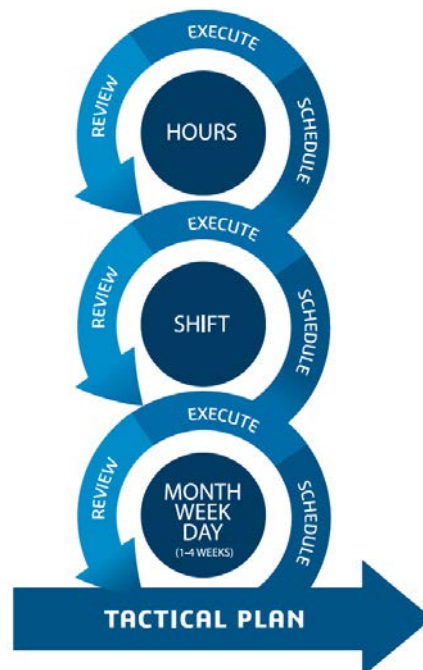 EXECUTE
REVIEW
SCHEDULE
HOURS
EXECUTE
REVIEW
SCHEDULE
SHIFT
EXECUTE
REVIEW
SCHEDULE
MONTH
WEEK
DAY
(1-4 WEEKS)
TACTICAL PLAN